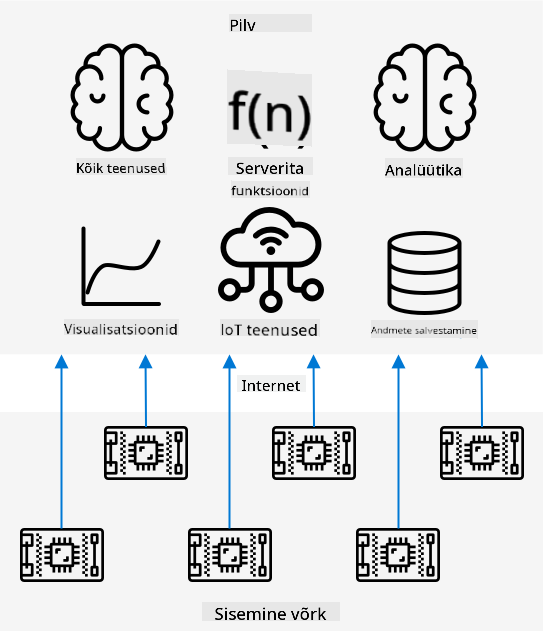 Pilv
f(n)
Kõik teenused
Serverita
funktsioonid
Analüütika
Visualisatsioonid
IoT teenused
Andmete salvestamine
Internet
Sisemine võrk